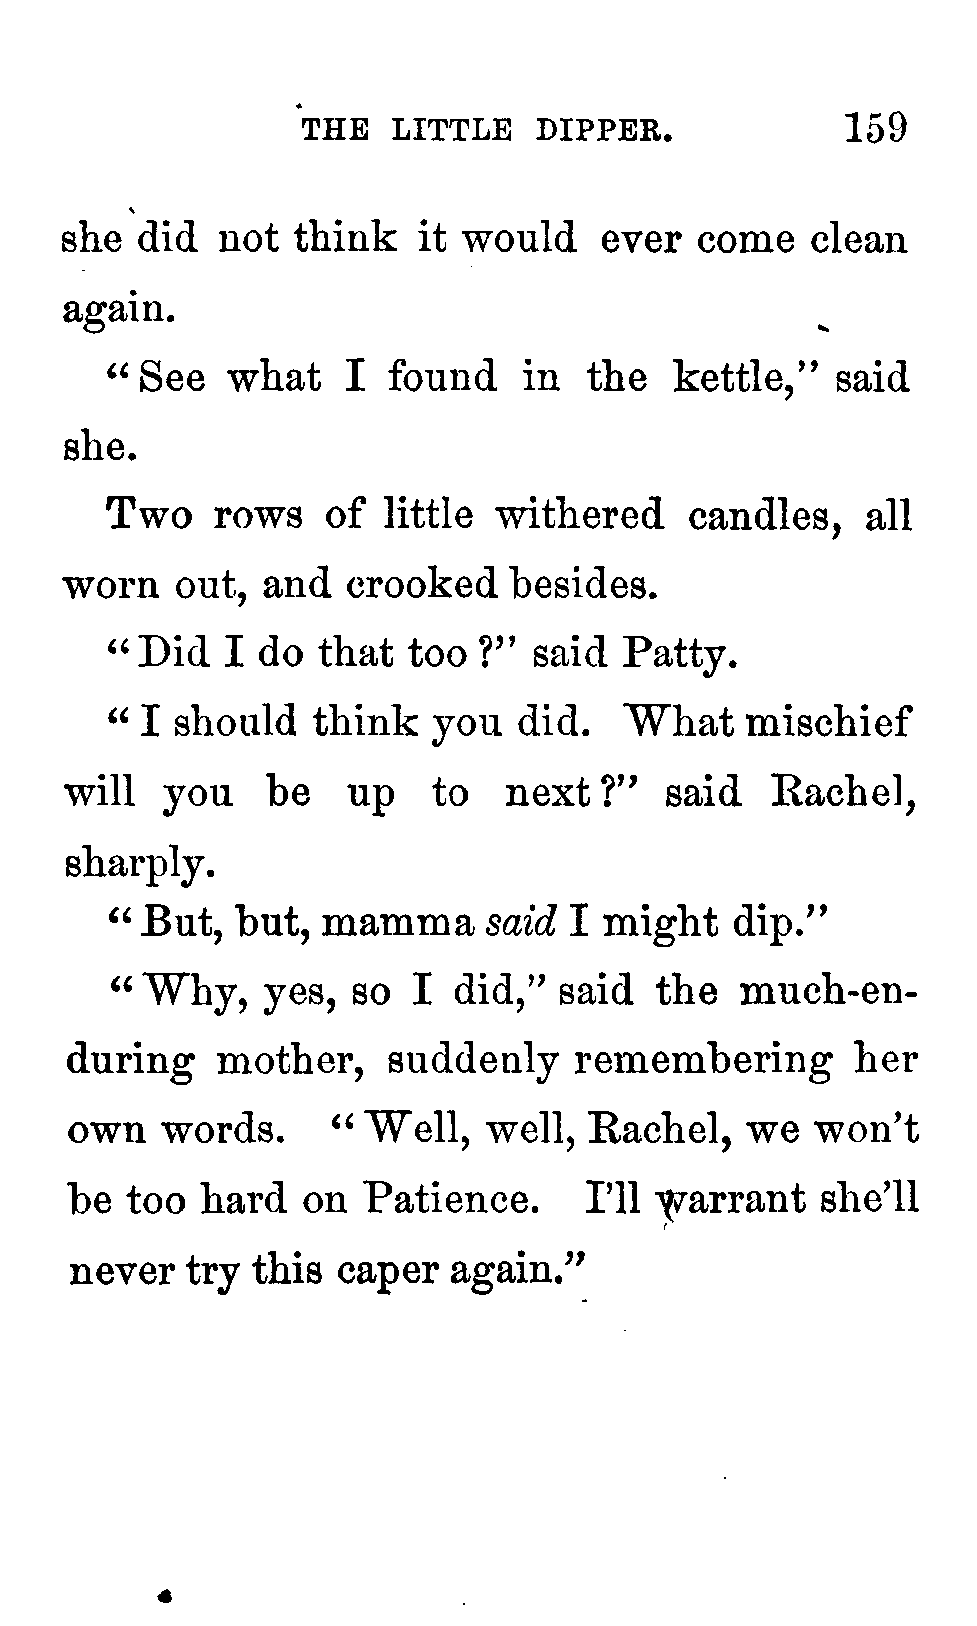 THE LITTLE DIPPER. 159
she did not think it would ever come clean
again.
"See what I found in the kettle," said
she.
Two rows of little withered candles, all
worn out, and crooked besides.
"Did I do that too?" said Patty.
"I should think you did. What mischief
will you be up to next?" said Rachel,
sharply.
"But, but, mamma said I might dip."
"Why, yes, so I did," said the much-en-
during mother, suddenly remembering her
own words. "Well, well, Rachel, we won't
be too hard on Patience. I'll warrant she'll
never try this caper again."